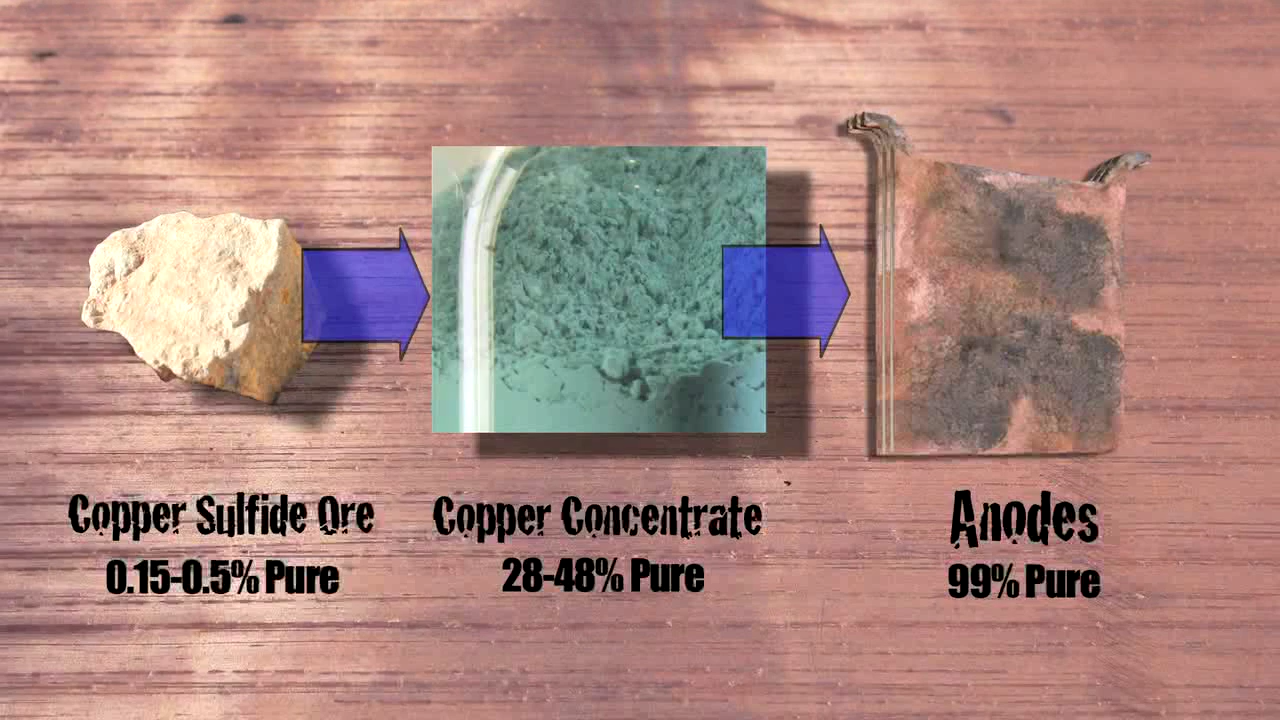 Copper Sulfide Ore
0.15-0.5% Pure
Copper Concentrate
28-48% Pure
Anodes
99% Pure